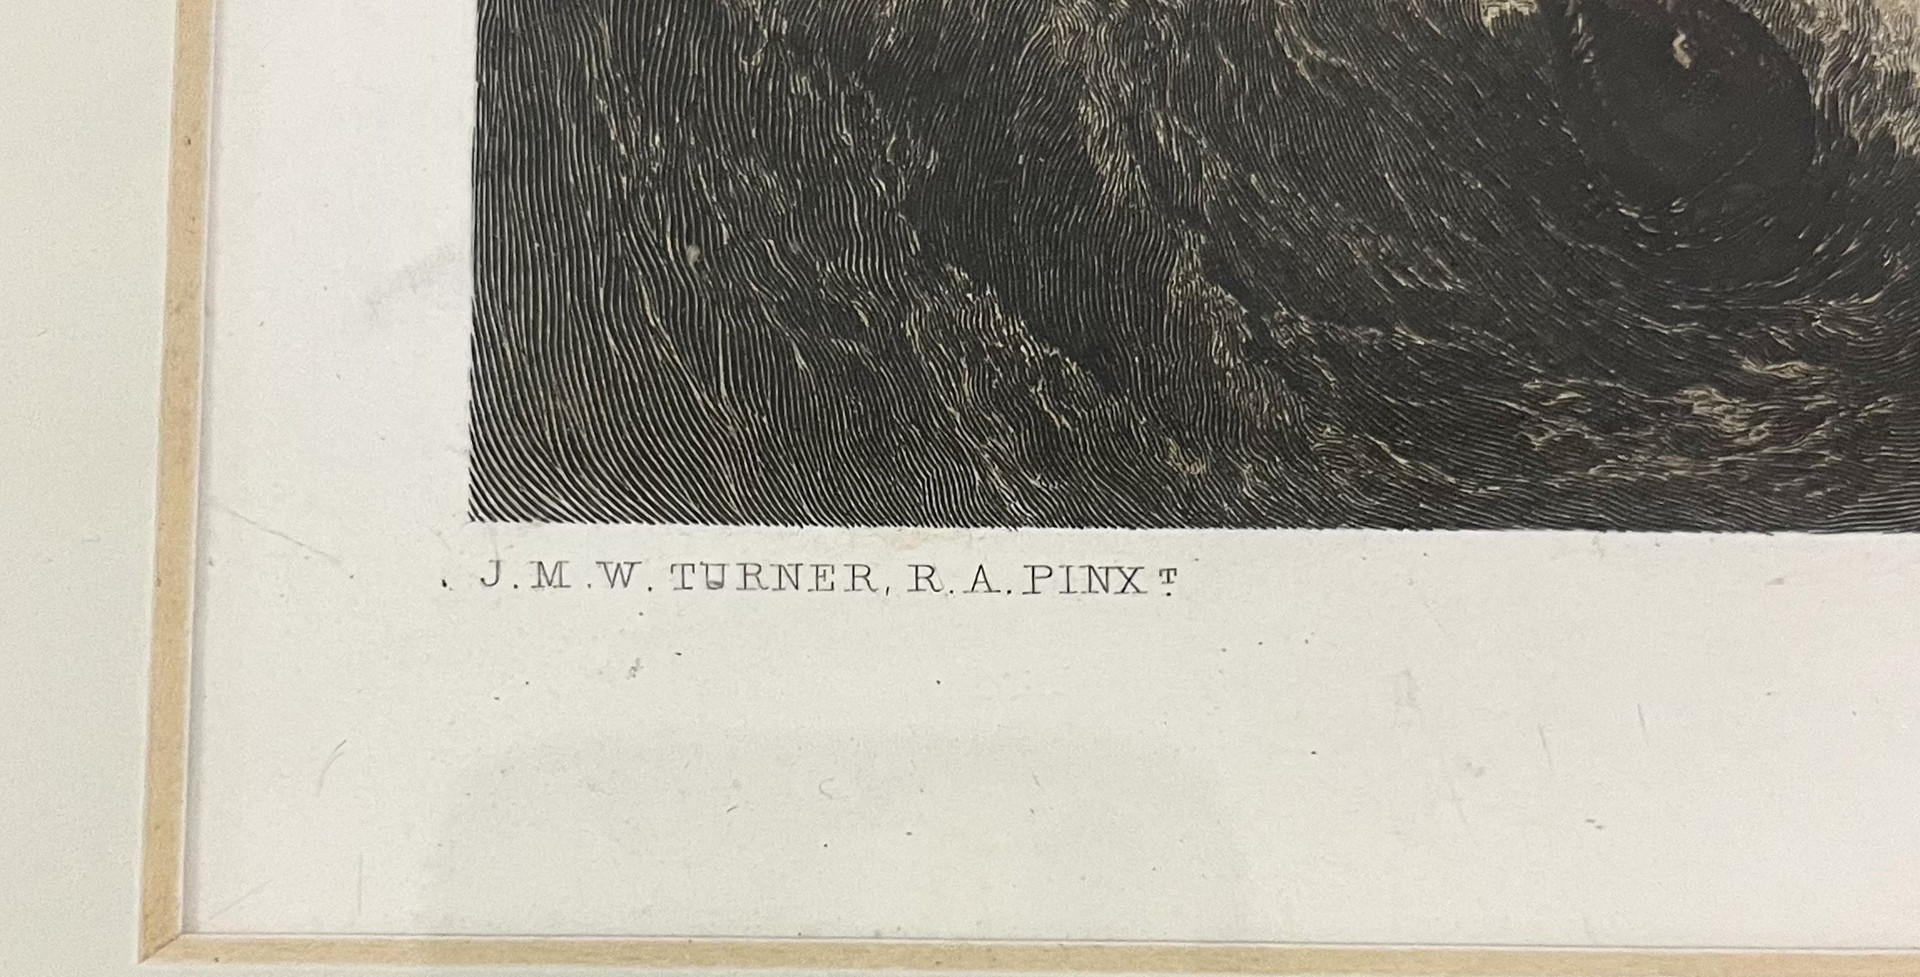 J.M.W. TURNER, R.A. PINXT.